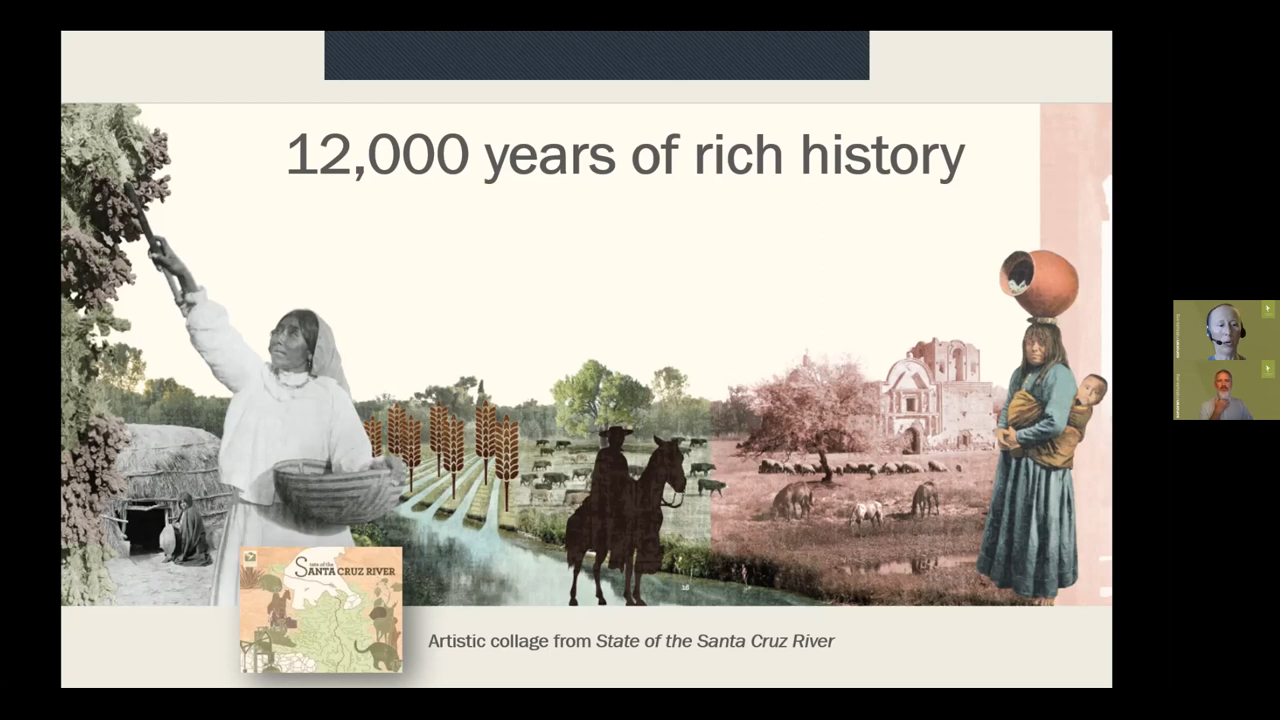 12,000 years of rich history
State of the
SANTA CRUZ RIVER
16
Artistic collage from State of the Santa Cruz River